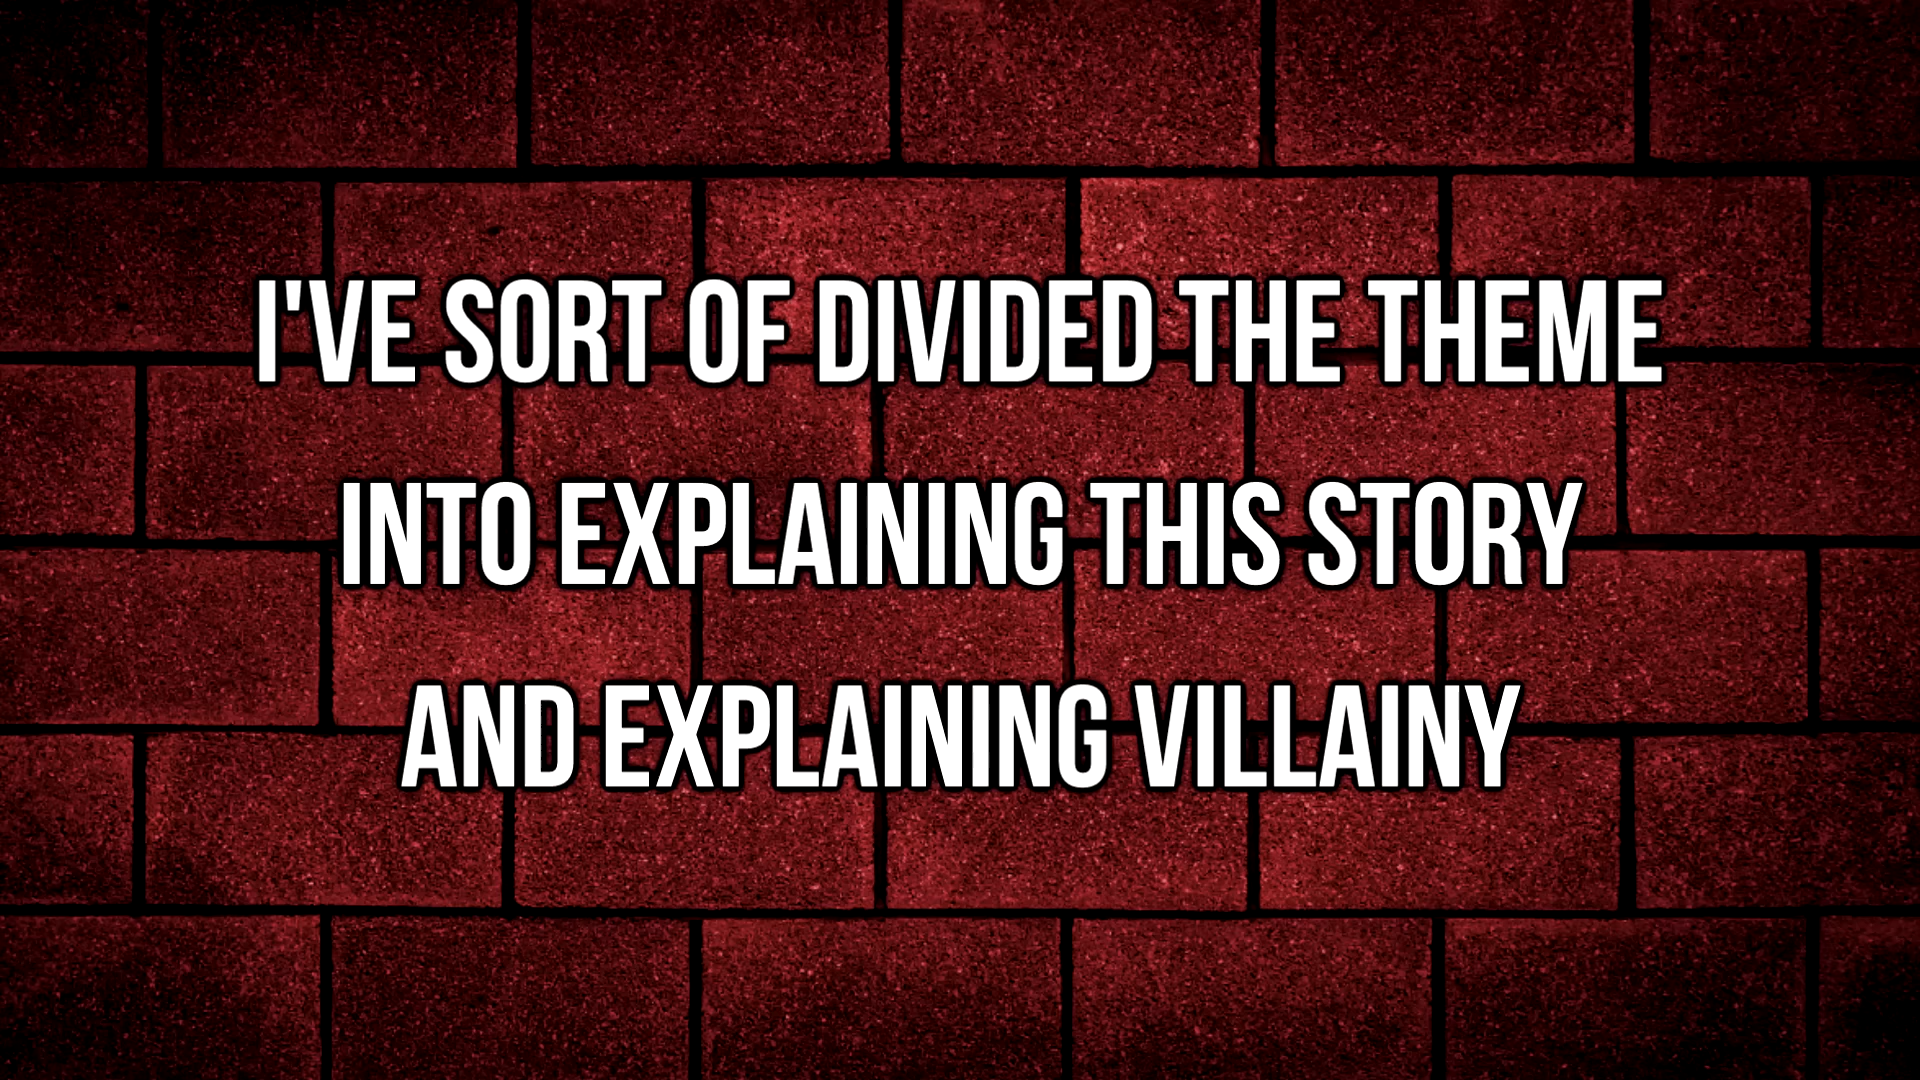 I'VE SORT OF DIVIDED THE THEME
INTO EXPLAINING THIS STORY
AND EXPLAINING VILLAINY